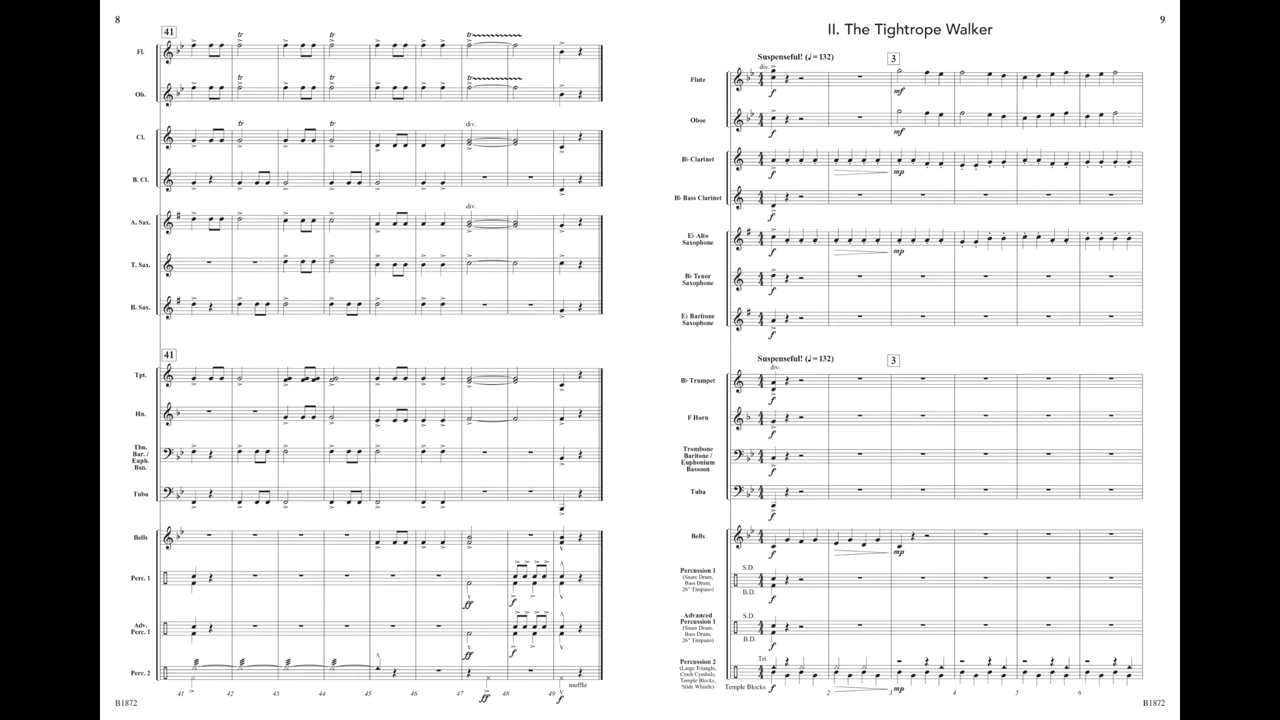 8
41
tr
tr
tr
tr
Fl.
tr
tr
tr
Ob.
tr
tr
div.
Cl.
B. Cl.
div.
A. Sax.
T. Sax.
B. Sax.
41
Tpt.
Hn.
Tbn.
Bar. /
Euph.
Bsn.
Tuba
Bells
Perc. 1
ff
f
Adv.
Perc. 1
ff
f
Perc. 2
muffle
41
42
43
44
45
46
47
48
49
ff
f
B1872
9
II. The Tightrope Walker
Suspenseful! (♩=132)
3
div.
Flute
f
mf
Oboe
f
mf
B♭ Clarinet
f
mp
B♭ Bass Clarinet
f
E♭ Alto
Saxophone
f
mp
B♭ Tenor
Saxophone
f
E♭ Baritone
Saxophone
f
Suspenseful! (♩=132)
3
div.
B♭ Trumpet
f
F Horn
f
Trombone
Baritone /
Euphonium
Bassoon
f
Tuba
f
Bells
f
mp
Percussion 1
(Snare Drum,
Bass Drum,
26" Timpano)
S.D.
B.D.
f
Advanced
Percussion 1
(Snare Drum,
Bass Drum,
26" Timpano)
S.D.
B.D.
f
Percussion 2
(Large Triangle,
Crash Cymbals,
Temple Blocks,
Slide Whistle)
Tri.
Temple Blocks
f
2
mp
3
4
5
6
B1872